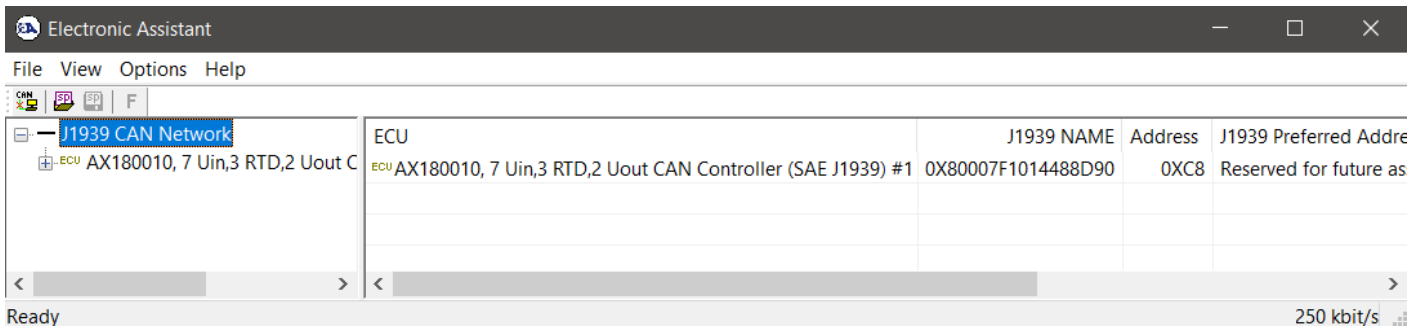 Electronic Assistant
File View Options Help
CAN SP SP F
J1939 CAN Network
ECU AX180010, 7 Uin,3 RTD,2 Uout C
ECU J1939 NAME Address J1939 Preferred Addre
ECU AX180010, 7 Uin,3 RTD,2 Uout CAN Controller (SAE J1939) #1 0X80007F1014488D90 0XC8 Reserved for future as
Ready 250 kbit/s